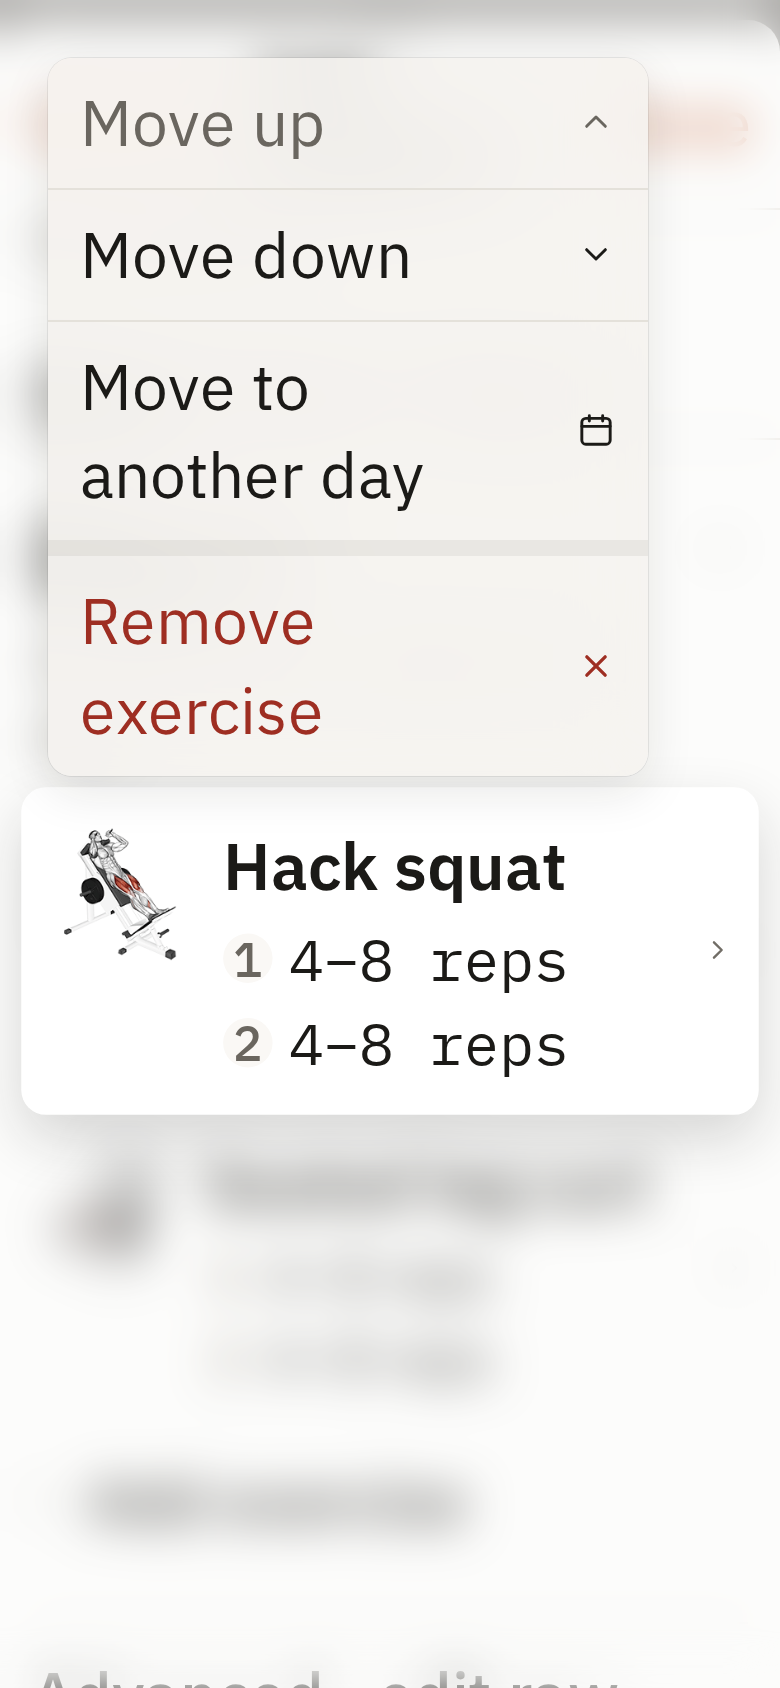 Move up
Move down
Move to
another day
Remove
exercise
Hack squat
1 4–8 reps
2 4–8 reps